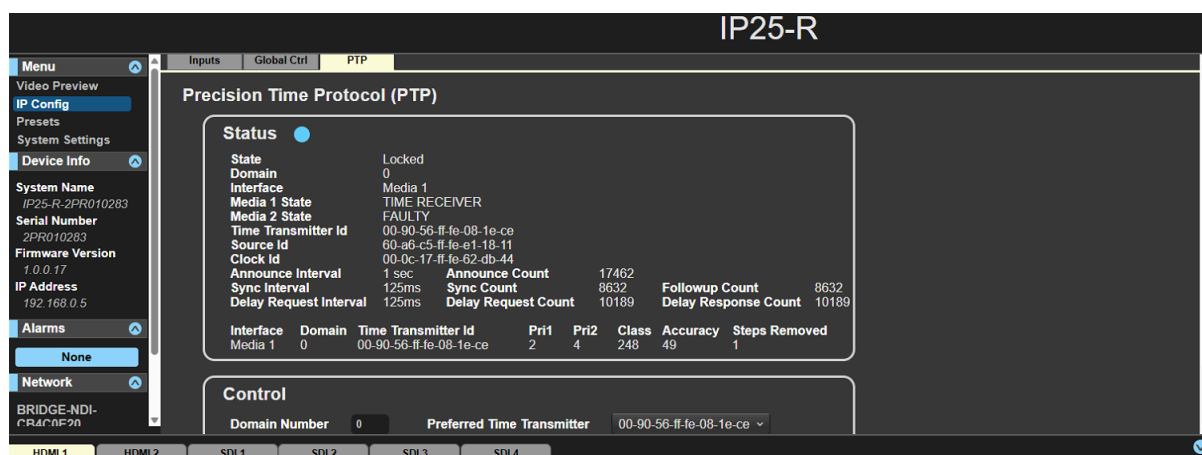 IP25-R
Menu
Video Preview
IP Config
Presets
System Settings
Device Info
System Name
IP25-R-2PR010283
Serial Number
2PR010283
Firmware Version
1.0.0.17
IP Address
192.168.0.5
Alarms
None
Network
BRIDGE-NDI-
CB4C0E20
Inputs Global Ctrl PTP
Precision Time Protocol (PTP)
Status
State Locked
Domain 0
Interface Media 1
Media 1 State TIME RECEIVER
Media 2 State FAULTY
Time Transmitter Id 00-90-56-ff-fe-08-1e-ce
Source Id 60-a6-c5-ff-fe-e1-18-11
Clock Id 00-0c-17-ff-fe-62-db-44
Announce Interval 1 sec Announce Count 17462
Sync Interval 125ms Sync Count 8632 Followup Count 8632
Delay Request Interval 125ms Delay Request Count 10189 Delay Response Count 10189
Interface Domain Time Transmitter Id Pri1 Pri2 Class Accuracy Steps Removed
Media 1 0 00-90-56-ff-fe-08-1e-ce 2 4 248 49 1
Control
Domain Number 0 Preferred Time Transmitter 00-90-56-ff-fe-08-1e-ce
HDMI 1 HDMI 2 SDI 1 SDI 2 SDI 3 SDI 4